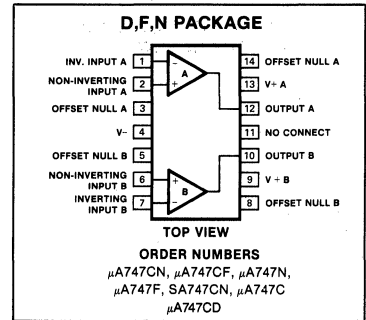 D,F,N PACKAGE
INV. INPUT A 1 - 14 OFFSET NULL A
NON-INVERTING INPUT A 2 + A 13 V+ A
OFFSET NULL A 3 12 OUTPUT A
V- 4 11 NO CONNECT
OFFSET NULL B 5 10 OUTPUT B
NON-INVERTING INPUT B 6 + B 9 V + B
INVERTING INPUT B 7 - 8 OFFSET NULL B
TOP VIEW
ORDER NUMBERS
μA747CN, μA747CF, μA747N,
μA747F, SA747CN, μA747C
μA747CD